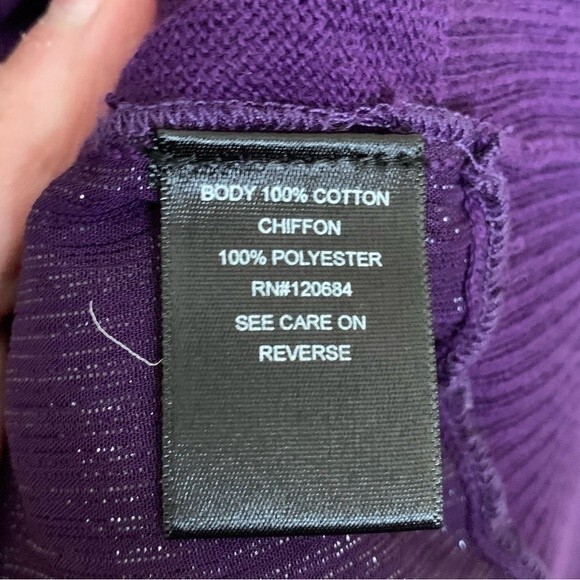 BODY 100% COTTON
CHIFFON
100% POLYESTER
RN#120684
SEE CARE ON
REVERSE